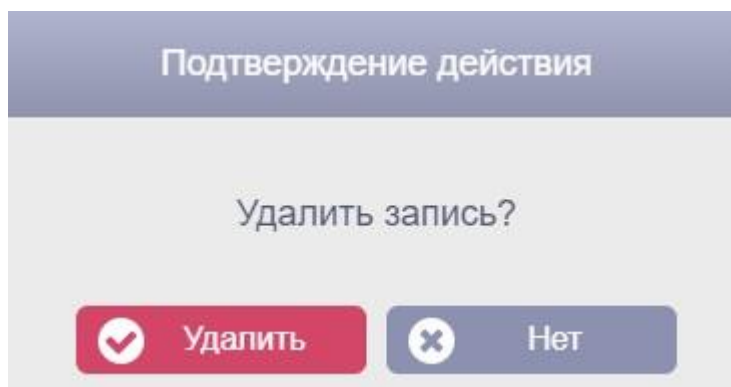 Подтверждение действия
Удалить запись?
Удалить
Нет